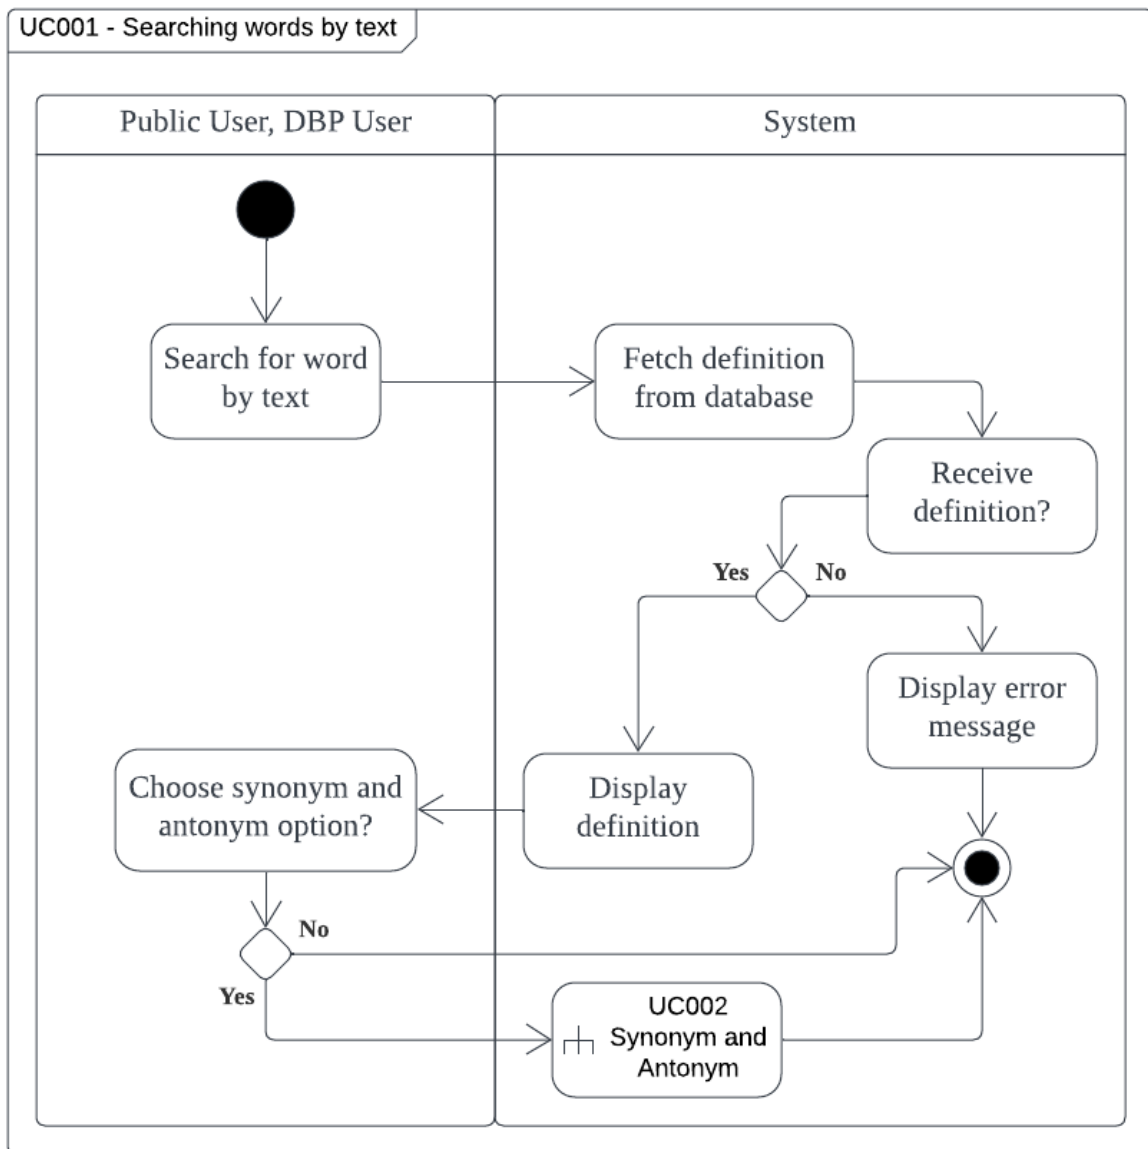 UC001 - Searching words by text
Public User, DBP User
System
Search for word
by text
Fetch definition
from database
Receive
definition?
Yes
No
Display error
message
Choose synonym and
antonym option?
Display
definition
No
Yes
UC002
Synonym and
Antonym